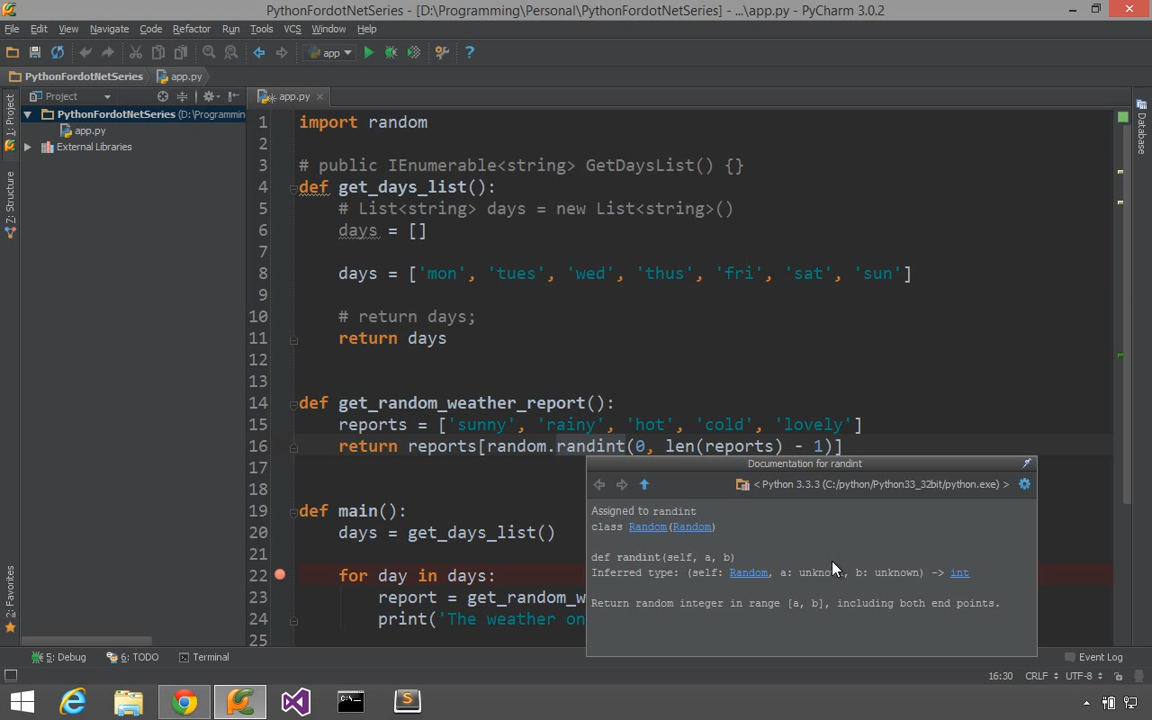 PythonFordotNetSeries - [D:\Programming\Personal\PythonFordotNetSeries] - ...\app.py - PyCharm 3.0.2
File Edit View Navigate Code Refactor Run Tools VCS Window Help
app
PythonFordotNetSeries app.py
1: Project
Z: Structure
2: Favorites
Project
PythonFordotNetSeries (D:\Programmin
app.py
External Libraries
app.py
Database
1 import random
2
3 # public IEnumerable<string> GetDaysList() {}
4 def get_days_list():
5 # List<string> days = new List<string>()
6 days = []
7
8 days = ['mon', 'tues', 'wed', 'thus', 'fri', 'sat', 'sun']
9
10 # return days;
11 return days
12
13
14 def get_random_weather_report():
15 reports = ['sunny', 'rainy', 'hot', 'cold', 'lovely']
16 return reports[random.randint(0, len(reports) - 1)]
17
18
19 def main():
20 days = get_days_list()
21
22 for day in days:
23 report = get_random_w
24 print('The weather on
25
Documentation for randint
< Python 3.3.3 (C:/python/Python33_32bit/python.exe) >
Assigned to randint
class Random(Random)
def randint(self, a, b)
Inferred type: (self: Random, a: unknown, b: unknown) -> int
Return random integer in range [a, b], including both end points.
5: Debug 6: TODO Terminal Event Log
16:30 CRLF UTF-8